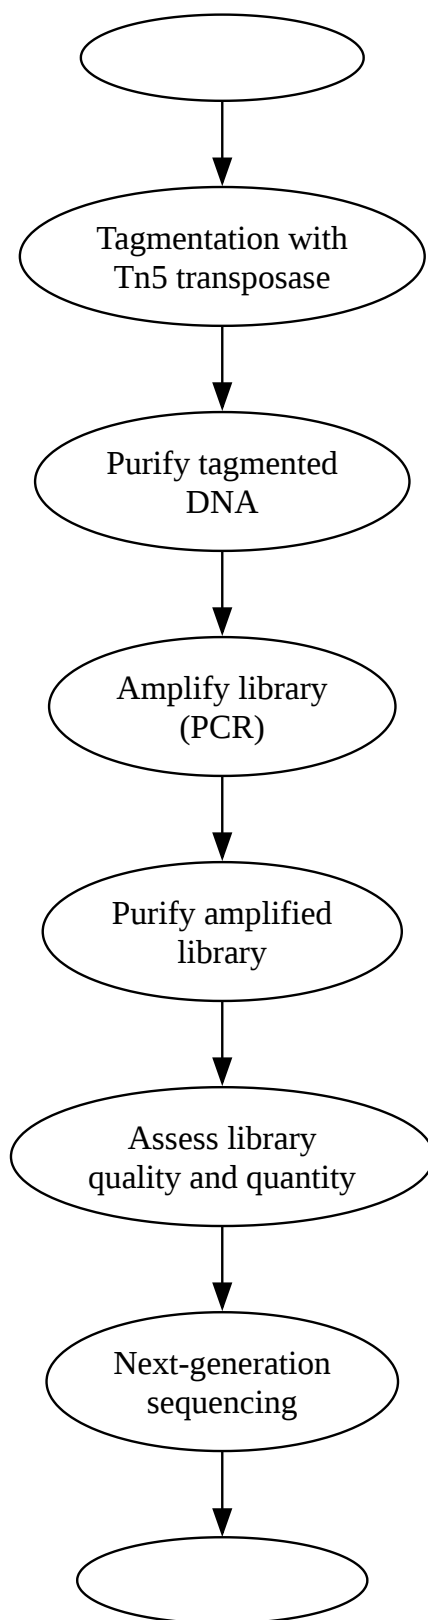 Tagmentation with
Tn5 transposase
Purify tagmented
DNA
Amplify library
(PCR)
Purify amplified
library
Assess library
quality and quantity
Next-generation
sequencing